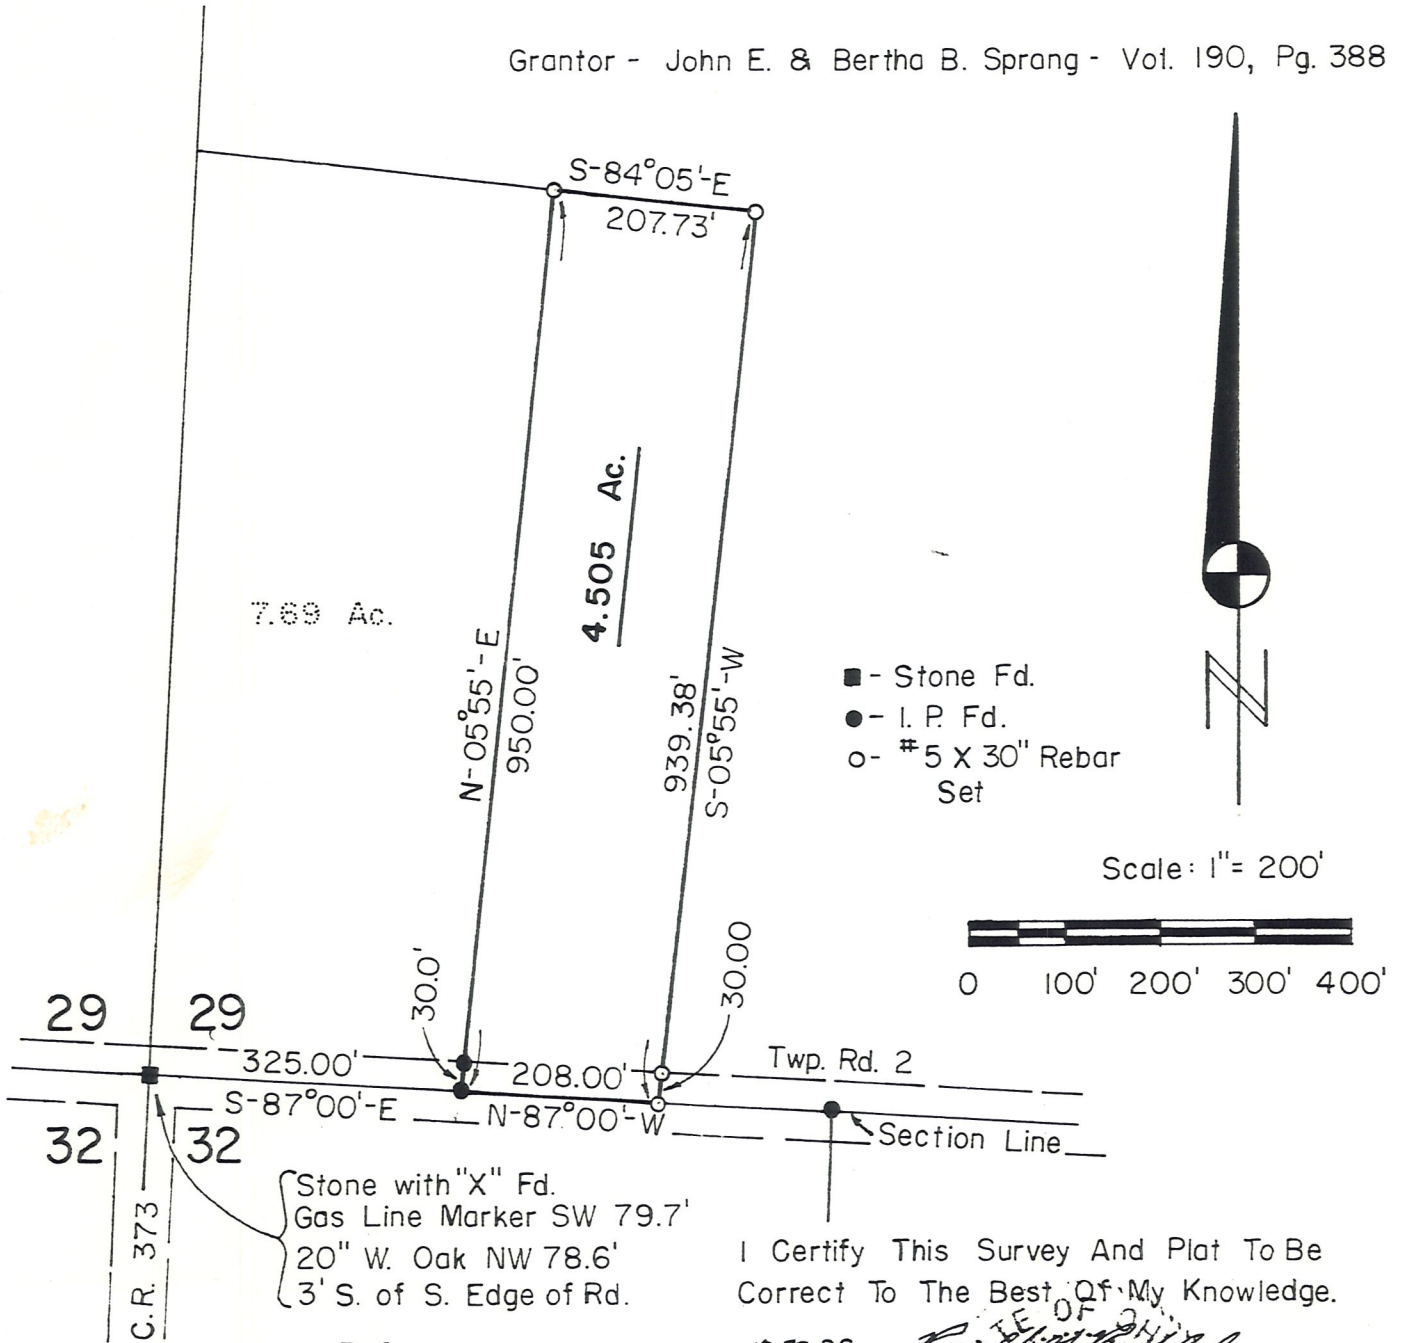 Grantor - John E. & Bertha B. Sprang - Vol. 190, Pg. 388
S-84°05'-E
207.73'
4.505 Ac.
7.69 Ac.
N-05°55'-E
950.00'
939.38'
S-05°55'-W
■ - Stone Fd.
● - I. P. Fd.
○ - #5 X 30" Rebar
Set
N
Scale: 1" = 200'
0 100' 200' 300' 400'
30.0'
30.00
29 29
325.00'
208.00'
Twp. Rd. 2
S-87°00'-E
N-87°00'-W
Section Line
32 32
C.R. 373
Stone with "X" Fd.
Gas Line Marker SW 79.7'
20" W. Oak NW 78.6'
3' S. of S. Edge of Rd.
I Certify This Survey And Plat To Be
Correct To The Best Of My Knowledge.
OF